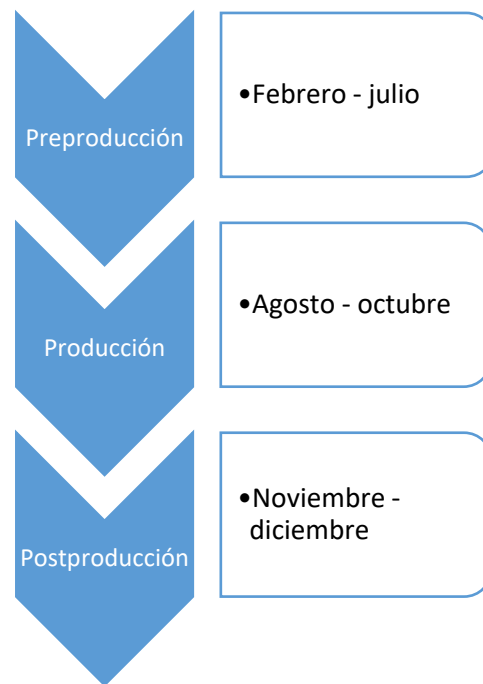 Preproducción
•Febrero - julio
Producción
•Agosto - octubre
Postproducción
•Noviembre -
diciembre